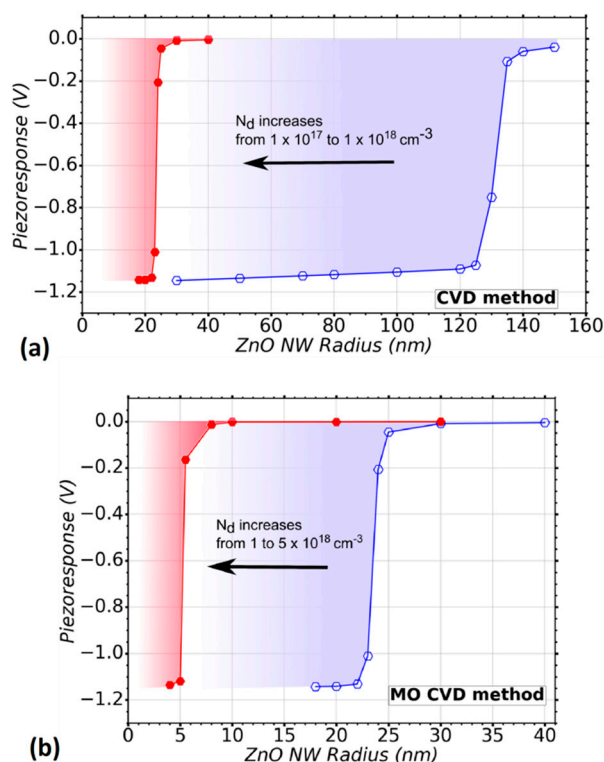 0.0
−0.2
−0.4
−0.6
−0.8
−1.0
−1.2
Piezoresponse (V)
N_d increases
from 1 x 10^17 to 1 x 10^18 cm^-3
CVD method
0 20 40 60 80 100 120 140 160
ZnO NW Radius (nm)
(a)
0.0
−0.2
−0.4
−0.6
−0.8
−1.0
−1.2
Piezoresponse (V)
N_d increases
from 1 to 5 x 10^18 cm^-3
MO CVD method
0 5 10 15 20 25 30 35 40
ZnO NW Radius (nm)
(b)